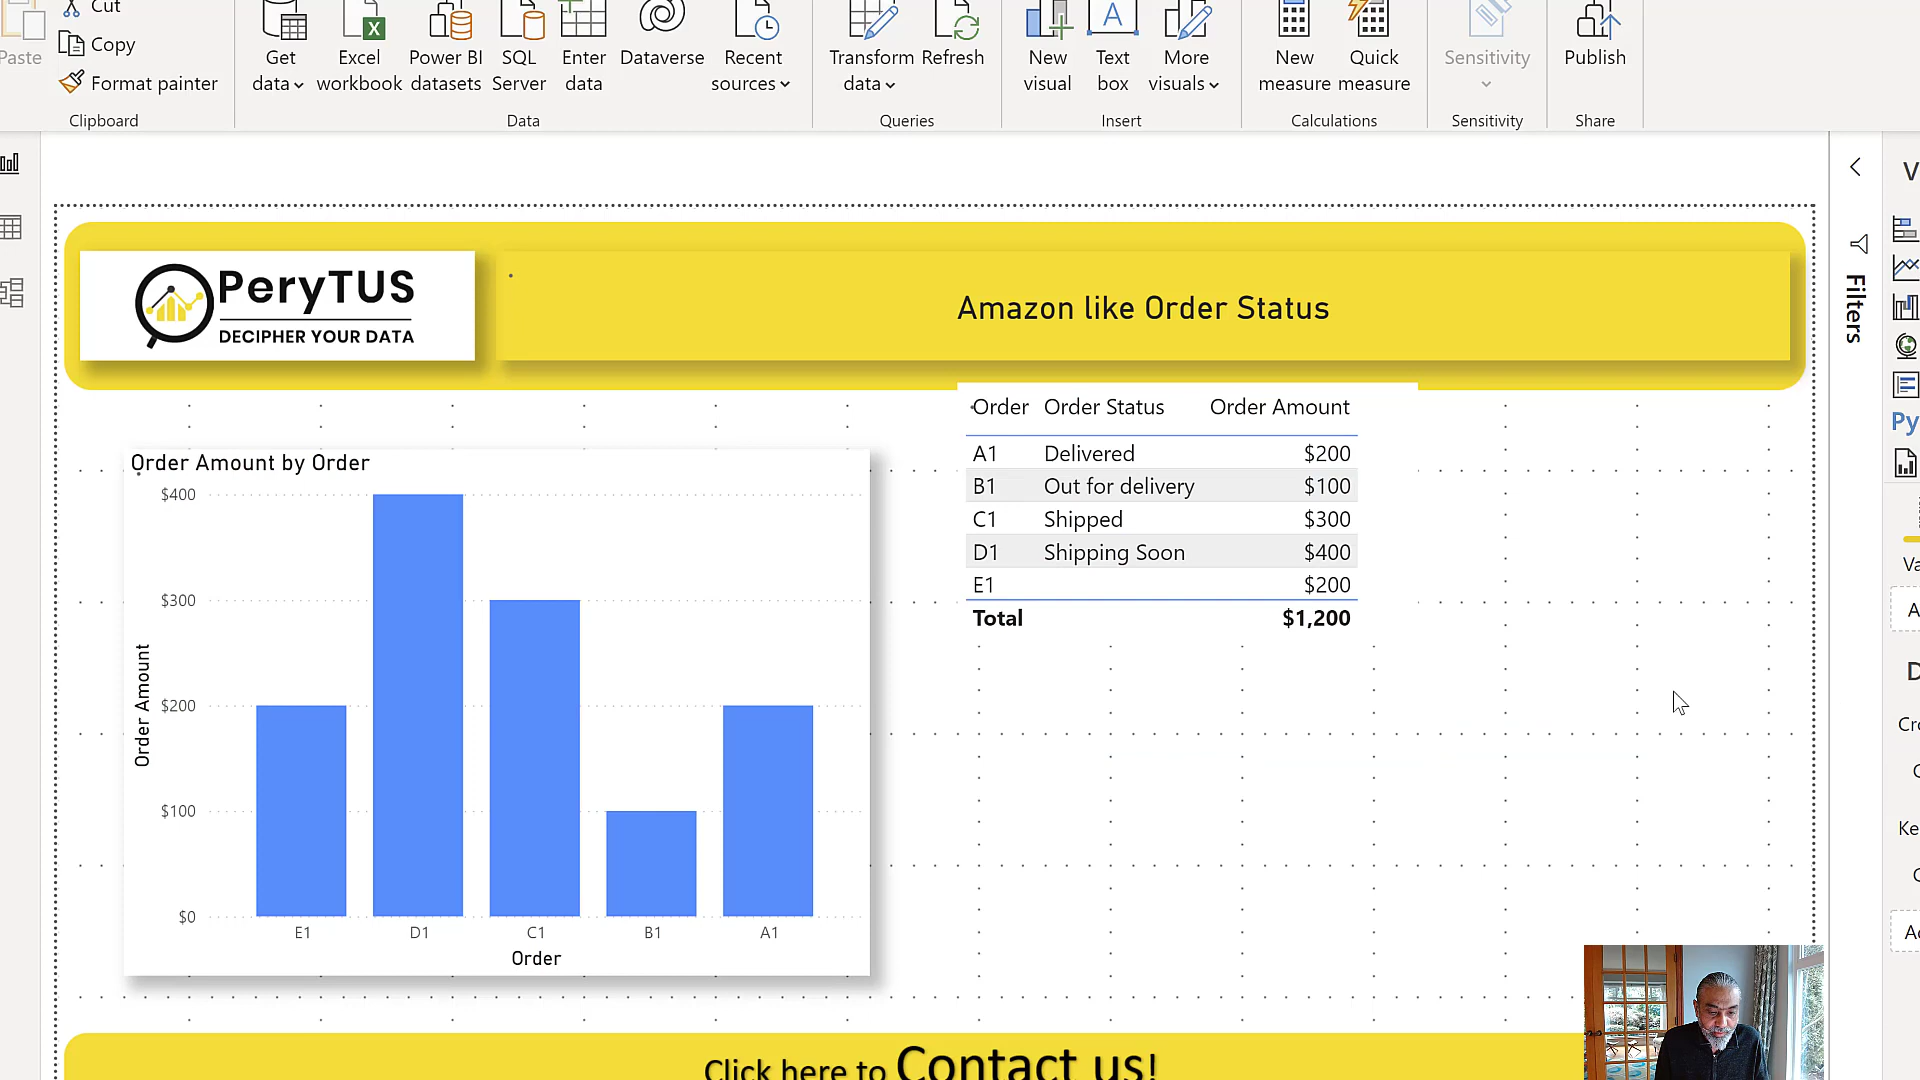 Cut
Paste
Copy
Format painter
Clipboard
Get data
Excel workbook
Power BI datasets
SQL Server
Enter data
Dataverse
Recent sources
Data
Transform data
Refresh
Queries
New visual
Text box
More visuals
Insert
New measure
Quick measure
Calculations
Sensitivity
Sensitivity
Publish
Share
PeryTUS
DECIPHER YOUR DATA
Amazon like Order Status
Order Order Status Order Amount
A1 Delivered $200
B1 Out for delivery $100
C1 Shipped $300
D1 Shipping Soon $400
E1 $200
Total $1,200
Order Amount by Order
Order Amount
$400
$300
$200
$100
$0
E1 D1 C1 B1 A1
Order
Click here to Contact us!
Filters
Py